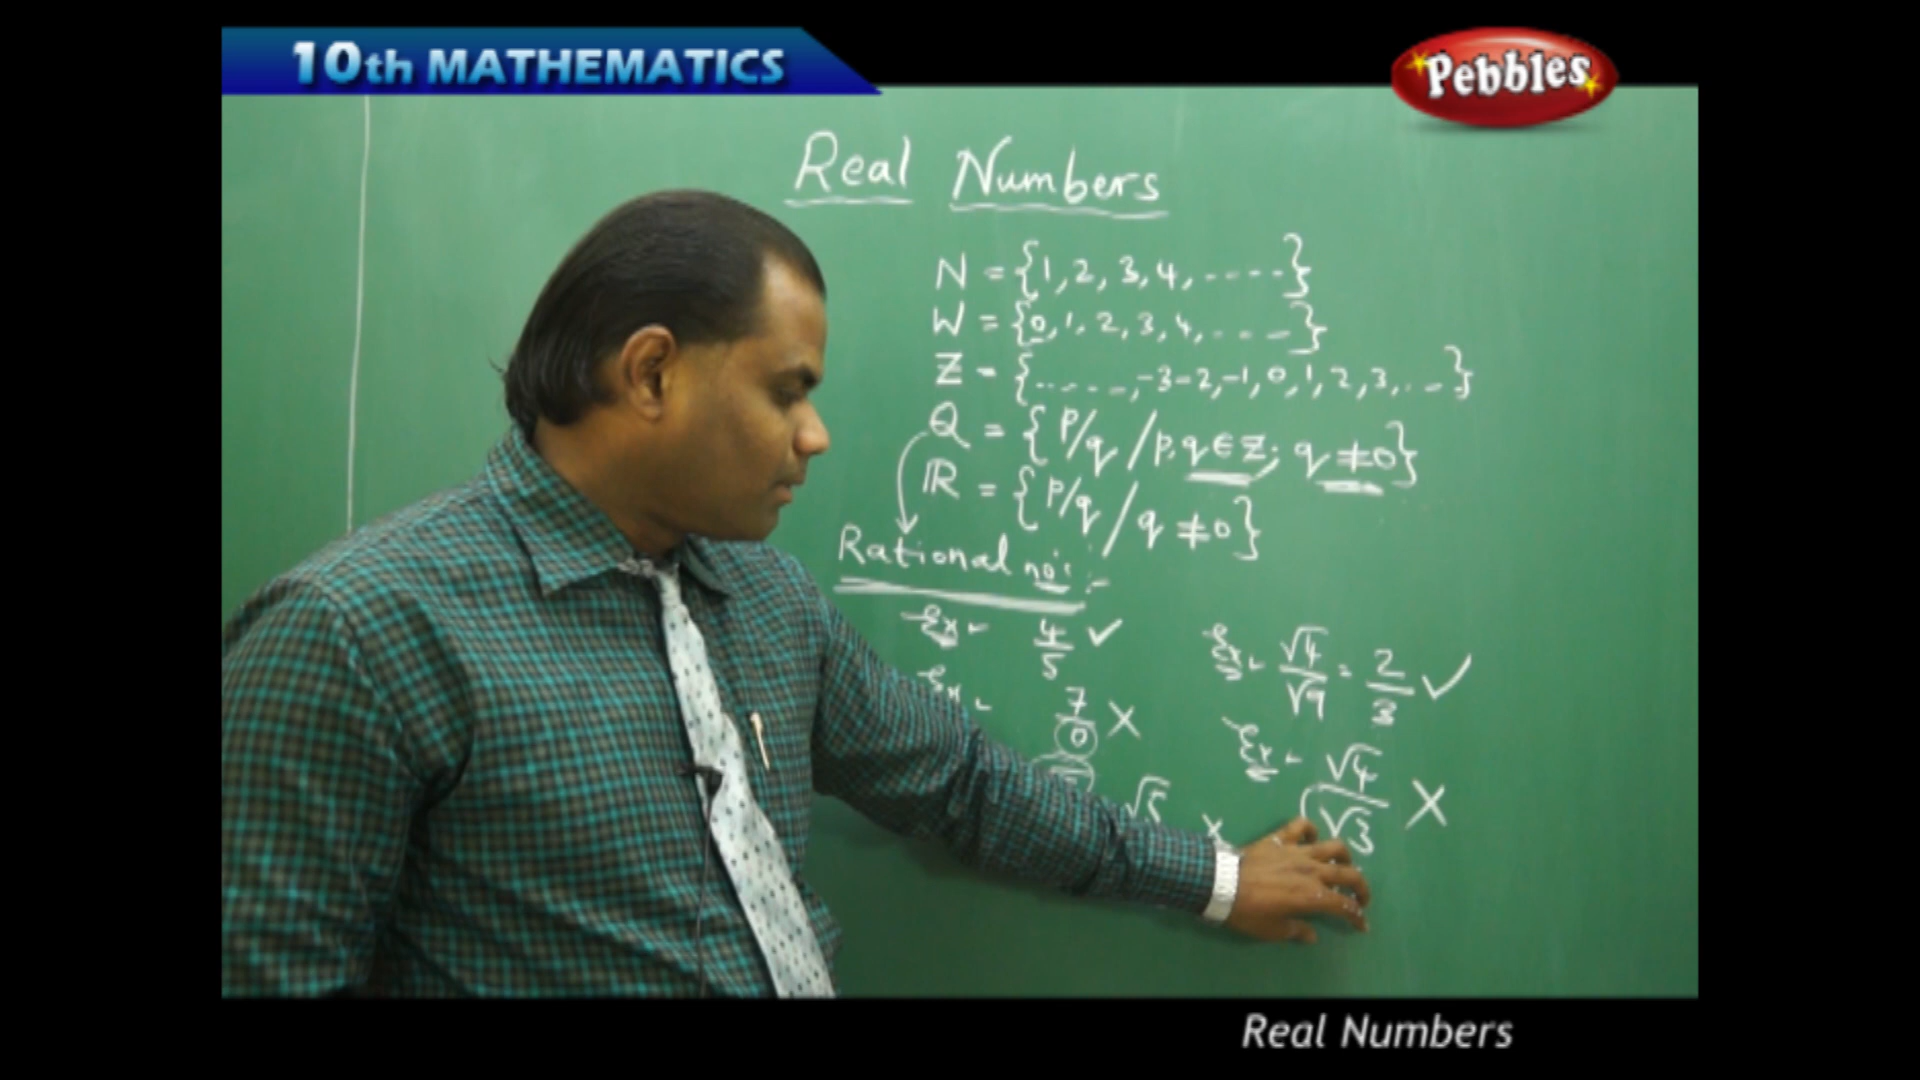 10th MATHEMATICS
Pebbles
Real Numbers
N = {1, 2, 3, 4, .....}
W = {0, 1, 2, 3, 4, ....}
Z = {....., -3-2, -1, 0, 1, 2, 3, ...}
Q = {P/q / p, q ∈ Z; q ≠ 0}
R = {P/q / q ≠ 0}
Rational no's :-
Ex - 4/5 ✓
Ex - √4/√9 = 2/3 ✓
Ex - 7/0 X
Ex - √4/√3 X
√5 X
Real Numbers